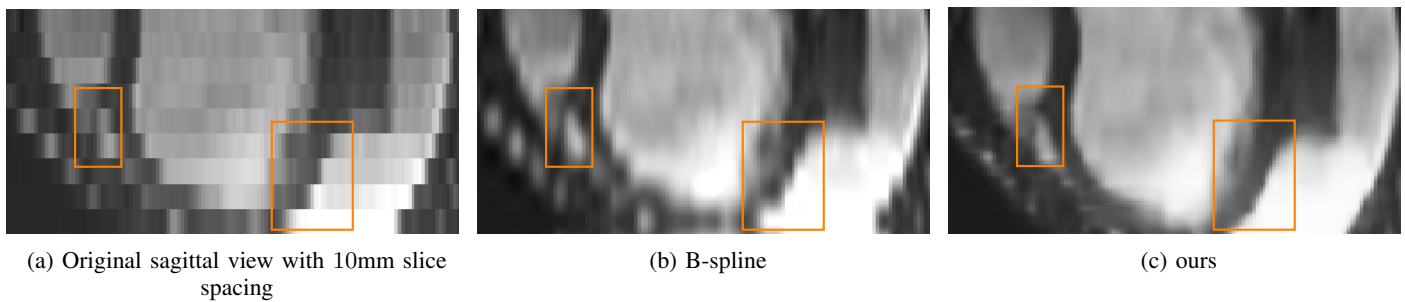 (a) Original sagittal view with 10mm slice
spacing
(b) B-spline
(c) ours